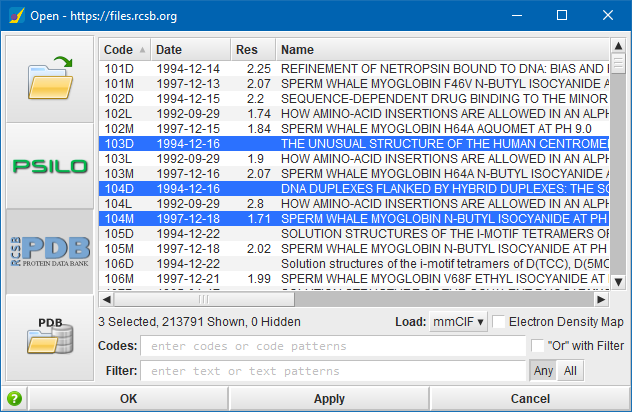 Open - https://files.rcsb.org
Code Date Res Name
101D 1994-12-14 2.25 REFINEMENT OF NETROPSIN BOUND TO DNA: BIAS AND
101M 1997-12-13 2.07 SPERM WHALE MYOGLOBIN F46V N-BUTYL ISOCYANIDE A
102D 1994-12-15 2.2 SEQUENCE-DEPENDENT DRUG BINDING TO THE MINOR
102L 1992-09-29 1.74 HOW AMINO-ACID INSERTIONS ARE ALLOWED IN AN ALPH
102M 1997-12-15 1.84 SPERM WHALE MYOGLOBIN H64A AQUOMET AT PH 9.0
103D 1994-12-16 THE UNUSUAL STRUCTURE OF THE HUMAN CENTROMER
103L 1992-09-29 1.9 HOW AMINO-ACID INSERTIONS ARE ALLOWED IN AN ALPH
103M 1997-12-16 2.07 SPERM WHALE MYOGLOBIN H64A N-BUTYL ISOCYANIDE A
104D 1994-12-16 DNA DUPLEXES FLANKED BY HYBRID DUPLEXES: THE SO
104L 1992-09-29 2.8 HOW AMINO-ACID INSERTIONS ARE ALLOWED IN AN ALPH
104M 1997-12-18 1.71 SPERM WHALE MYOGLOBIN N-BUTYL ISOCYANIDE AT PH
105D 1994-12-22 SOLUTION STRUCTURES OF THE I-MOTIF TETRAMERS OF
105M 1997-12-18 2.02 SPERM WHALE MYOGLOBIN N-BUTYL ISOCYANIDE AT PH
106D 1994-12-22 Solution structures of the i-motif tetramers of D(TCC), D(5MC
106M 1997-12-21 1.99 SPERM WHALE MYOGLOBIN V68F ETHYL ISOCYANIDE AT
PSILO
RCSB PDB
PROTEIN DATA BANK
PDB
3 Selected, 213791 Shown, 0 Hidden Load: mmCIF Electron Density Map
Codes: enter codes or code patterns "Or" with Filter
Filter: enter text or text patterns Any All
? OK Apply Cancel